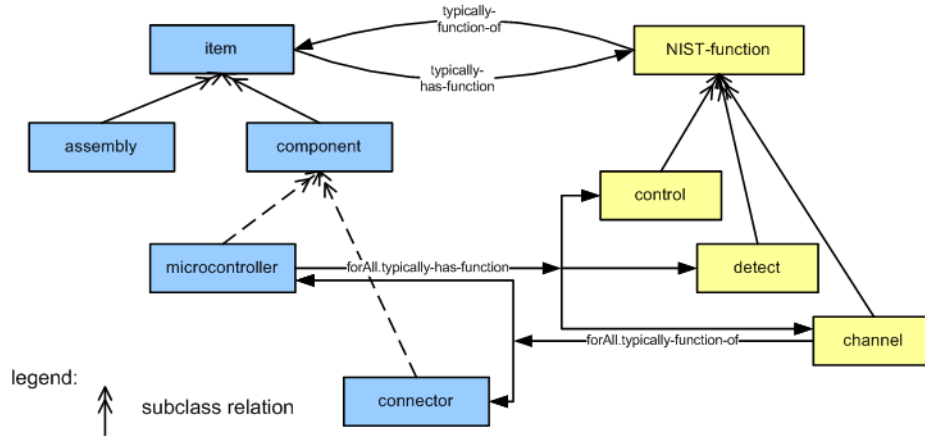 typically-
function-of
item
NIST-function
typically-
has-function
assembly
component
control
microcontroller
forAll.typically-has-function
detect
channel
forAll.typically-function-of
legend:
connector
subclass relation